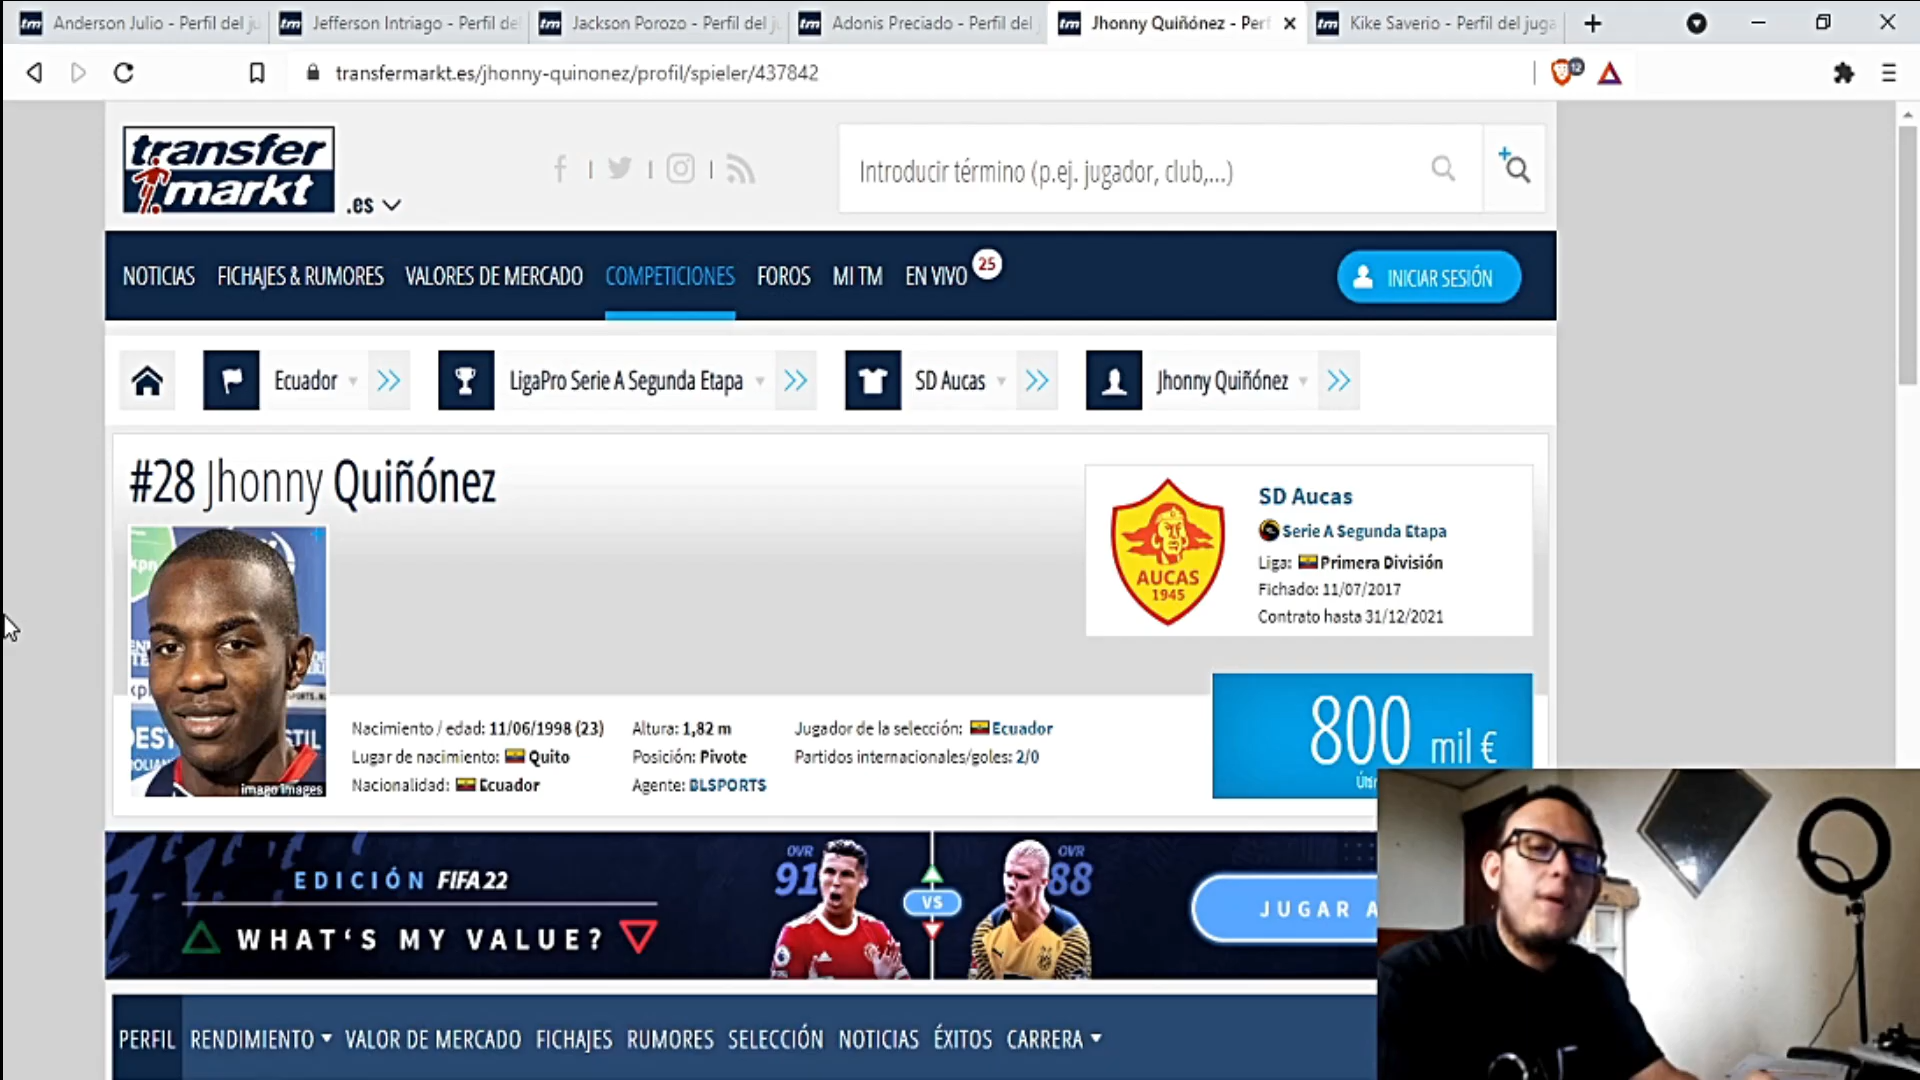 Anderson Julio - Perfil del ju
Jefferson Intriago - Perfil de
Jackson Porozo - Perfil del j
Adonis Preciado - Perfil del
Jhonny Quiñónez - Perf
Kike Saverio - Perfil del juga
transfermarkt.es/jhonny-quinonez/profil/spieler/437842
12
transfer
markt
.es
Introducir término (p.ej. jugador, club,...)
NOTICIAS FICHAJES & RUMORES VALORES DE MERCADO COMPETICIONES FOROS MI TM EN VIVO 25
INICIAR SESIÓN
Ecuador
LigaPro Serie A Segunda Etapa
SD Aucas
Jhonny Quiñónez
#28 Jhonny Quiñónez
AUCAS
1945
SD Aucas
Serie A Segunda Etapa
Liga: Primera División
Fichado: 11/07/2017
Contrato hasta 31/12/2021
imago images
Nacimiento / edad: 11/06/1998 (23)
Lugar de nacimiento: Quito
Nacionalidad: Ecuador
Altura: 1,82 m
Posición: Pivote
Agente: BLSPORTS
Jugador de la selección: Ecuador
Partidos internacionales/goles: 2/0
800 mil €
EDICIÓN FIFA 22
WHAT'S MY VALUE?
OVR
91
VS
OVR
88
JUGAR A
PERFIL RENDIMIENTO VALOR DE MERCADO FICHAJES RUMORES SELECCIÓN NOTICIAS ÉXITOS CARRERA